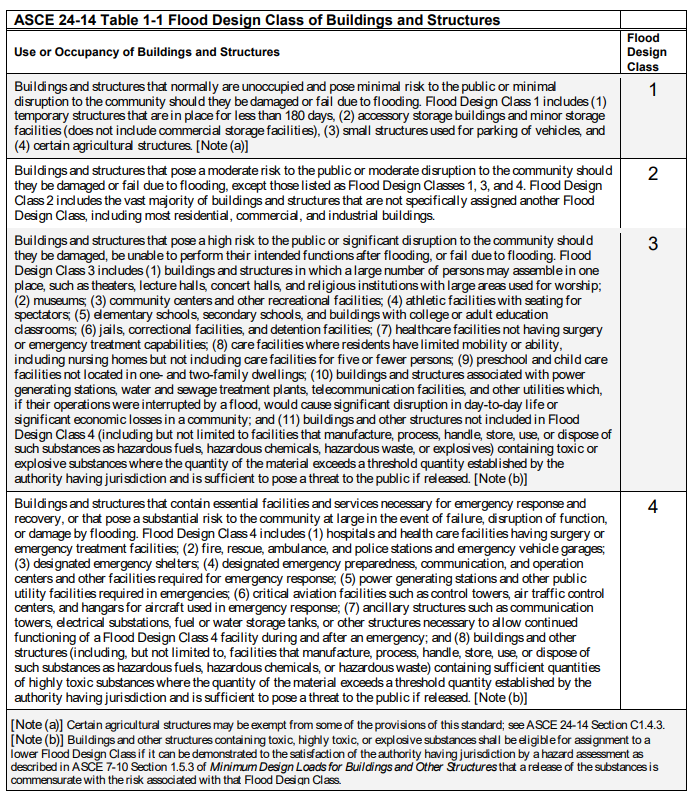 ASCE 24-14 Table 1-1 Flood Design Class of Buildings and Structures
Use or Occupancy of Buildings and Structures
Flood
Design
Class
Buildings and structures that normally are unoccupied and pose minimal risk to the public or minimal
disruption to the community should they be damaged or fail due to flooding. Flood Design Class 1 includes (1)
temporary structures that are in place for less than 180 days, (2) accessory storage buildings and minor storage
facilities (does not include commercial storage facilities), (3) small structures used for parking of vehicles, and
(4) certain agricultural structures. [Note (a)]
1
Buildings and structures that pose a moderate risk to the public or moderate disruption to the community should
they be damaged or fail due to flooding, except those listed as Flood Design Classes 1, 3, and 4. Flood Design
Class 2 includes the vast majority of buildings and structures that are not specifically assigned another Flood
Design Class, including most residential, commercial, and industrial buildings.
2
Buildings and structures that pose a high risk to the public or significant disruption to the community should
they be damaged, be unable to perform their intended functions after flooding, or fail due to flooding. Flood
Design Class 3 includes (1) buildings and structures in which a large number of persons may assemble in one
place, such as theaters, lecture halls, concert halls, and religious institutions with large areas used for worship;
(2) museums; (3) community centers and other recreational facilities; (4) athletic facilities with seating for
spectators; (5) elementary schools, secondary schools, and buildings with college or adult education
classrooms; (6) jails, correctional facilities, and detention facilities; (7) healthcare facilities not having surgery
or emergency treatment capabilities; (8) care facilities where residents have limited mobility or ability,
including nursing homes but not including care facilities for five or fewer persons; (9) preschool and child care
facilities not located in one- and two-family dwellings; (10) buildings and structures associated with power
generating stations, water and sewage treatment plants, telecommunication facilities, and other utilities which,
if their operations were interrupted by a flood, would cause significant disruption in day-to-day life or
significant economic losses in a community; and (11) buildings and other structures not included in Flood
Design Class 4 (including but not limited to facilities that manufacture, process, handle, store, use, or dispose of
such substances as hazardous fuels, hazardous chemicals, hazardous waste, or explosives) containing toxic or
explosive substances where the quantity of the material exceeds a threshold quantity established by the
authority having jurisdiction and is sufficient to pose a threat to the public if released. [Note (b)]
3
Buildings and structures that contain essential facilities and services necessary for emergency response and
recovery, or that pose a substantial risk to the community at large in the event of failure, disruption of function,
or damage by flooding. Flood Design Class 4 includes (1) hospitals and health care facilities having surgery or
emergency treatment facilities; (2) fire, rescue, ambulance, and police stations and emergency vehicle garages;
(3) designated emergency shelters; (4) designated emergency preparedness, communication, and operation
centers and other facilities required for emergency response; (5) power generating stations and other public
utility facilities required in emergencies; (6) critical aviation facilities such as control towers, air traffic control
centers, and hangars for aircraft used in emergency response; (7) ancillary structures such as communication
towers, electrical substations, fuel or water storage tanks, or other structures necessary to allow continued
functioning of a Flood Design Class 4 facility during and after an emergency; and (8) buildings and other
structures (including, but not limited to, facilities that manufacture, process, handle, store, use, or dispose of
such substances as hazardous fuels, hazardous chemicals, or hazardous waste) containing sufficient quantities
of highly toxic substances where the quantity of the material exceeds a threshold quantity established by the
authority having jurisdiction and is sufficient to pose a threat to the public if released. [Note (b)]
4
[Note (a)] Certain agricultural structures may be exempt from some of the provisions of this standard; see ASCE 24-14 Section C1.4.3.
[Note (b)] Buildings and other structures containing toxic, highly toxic, or explosive substances shall be eligible for assignment to a
lower Flood Design Class if it can be demonstrated to the satisfaction of the authority having jurisdiction by a hazard assessment as
described in ASCE 7-10 Section 1.5.3 of Minimum Design Loads for Buildings and Other Structures that a release of the substances is
commensurate with the risk associated with that Flood Design Class.